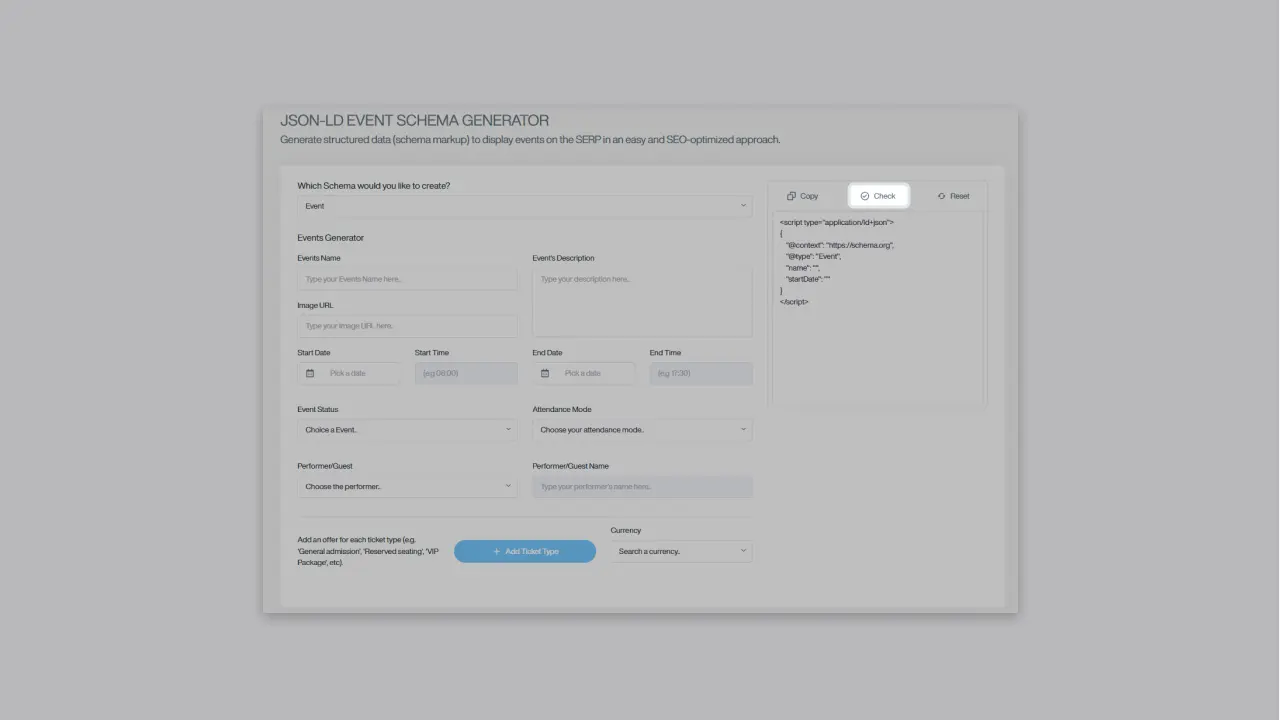 JSON-LD EVENT SCHEMA GENERATOR
Generate structured data (schema markup) to display events on the SERP in an easy and SEO-optimized approach.
Which Schema would you like to create?
Event
Events Generator
Events Name
Type your Events Name here..
Event's Description
Type your description here..
Image URL
Type your image URL here.
Start Date
Pick a date
Start Time
(e.g 08:00)
End Date
Pick a date
End Time
(e.g 17:30)
Event Status
Choice a Event..
Attendance Mode
Choose your attendance mode..
Performer/Guest
Choose the performer..
Performer/Guest Name
Type your performer's name here..
Add an offer for each ticket type (e.g.
'General admission', 'Reserved seating', 'VIP
Package', etc).
+ Add Ticket Type
Currency
Search a currency..
Copy
Check
Reset
<script type="application/ld+json">
{
"@context": "https://schema.org",
"@type": "Event",
"name": "",
"startDate": ""
}
</script>